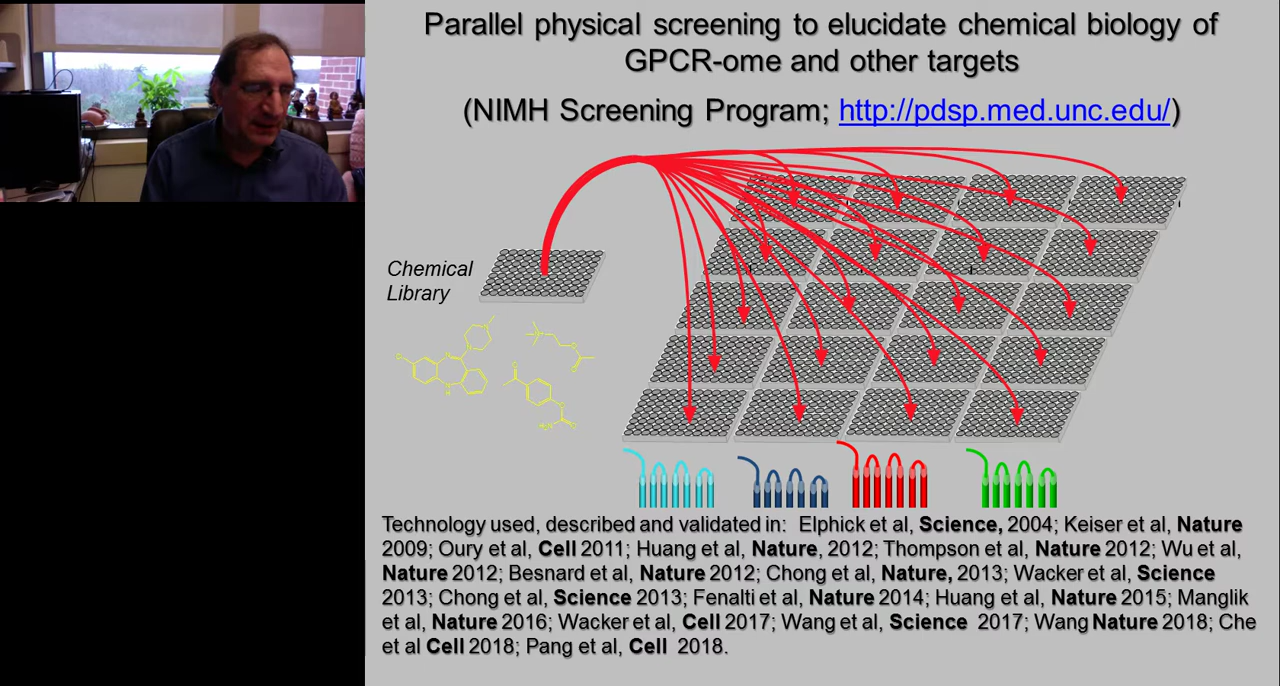 Parallel physical screening to elucidate chemical biology of
GPCR-ome and other targets
(NIMH Screening Program; http://pdsp.med.unc.edu/)
Chemical
Library
Technology used, described and validated in: Elphick et al, Science, 2004; Keiser et al, Nature
2009; Oury et al, Cell 2011; Huang et al, Nature, 2012; Thompson et al, Nature 2012; Wu et al,
Nature 2012; Besnard et al, Nature 2012; Chong et al, Nature, 2013; Wacker et al, Science
2013; Chong et al, Science 2013; Fenalti et al, Nature 2014; Huang et al, Nature 2015; Manglik
et al, Nature 2016; Wacker et al, Cell 2017; Wang et al, Science 2017; Wang Nature 2018; Che
et al Cell 2018; Pang et al, Cell 2018.